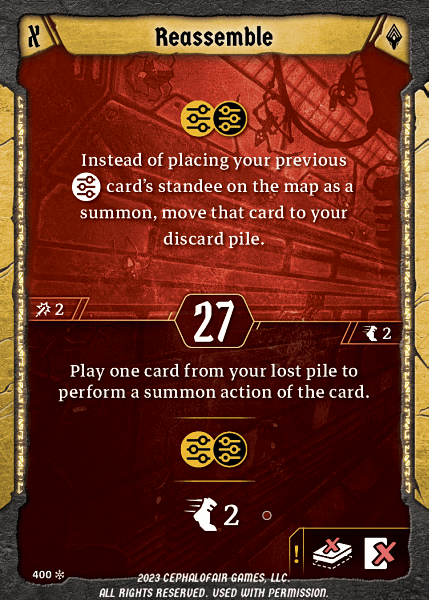 Reassemble
Instead of placing your previous
card's standee on the map as a
summon, move that card to your
discard pile.
2
27
2
Play one card from your lost pile to
perform a summon action of the card.
2
!
400
2023 CEPHALOFAIR GAMES, LLC.
ALL RIGHTS RESERVED. USED WITH PERMISSION.